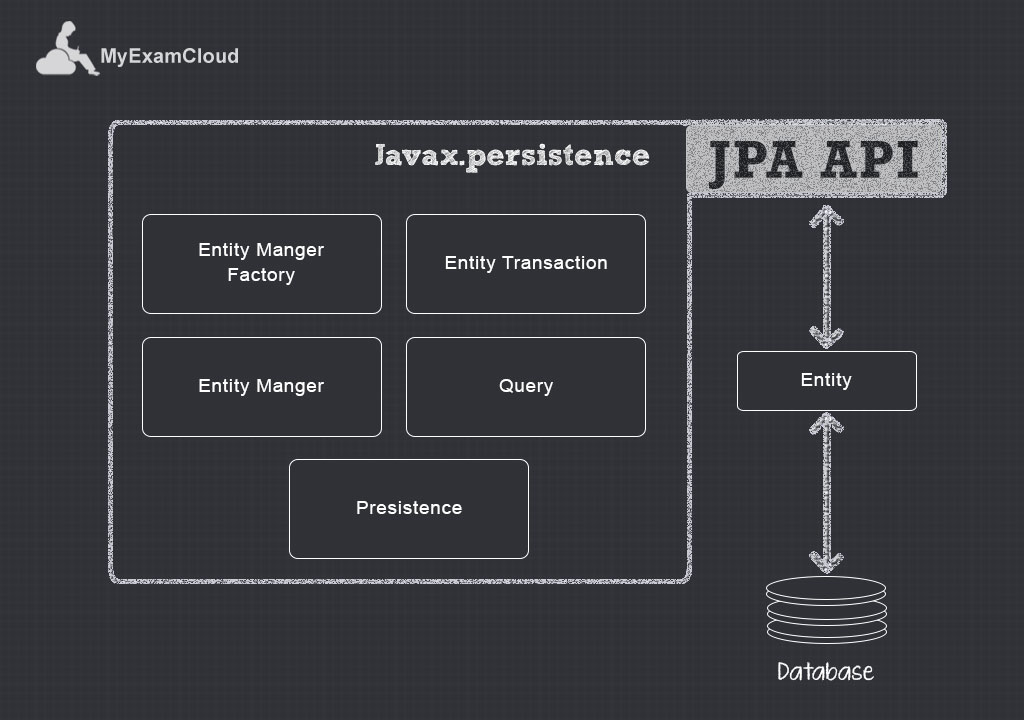 MyExamCloud
Javax.persistence
JPA API
Entity Manger
Factory
Entity Transaction
Entity Manger
Query
Presistence
Entity
Database